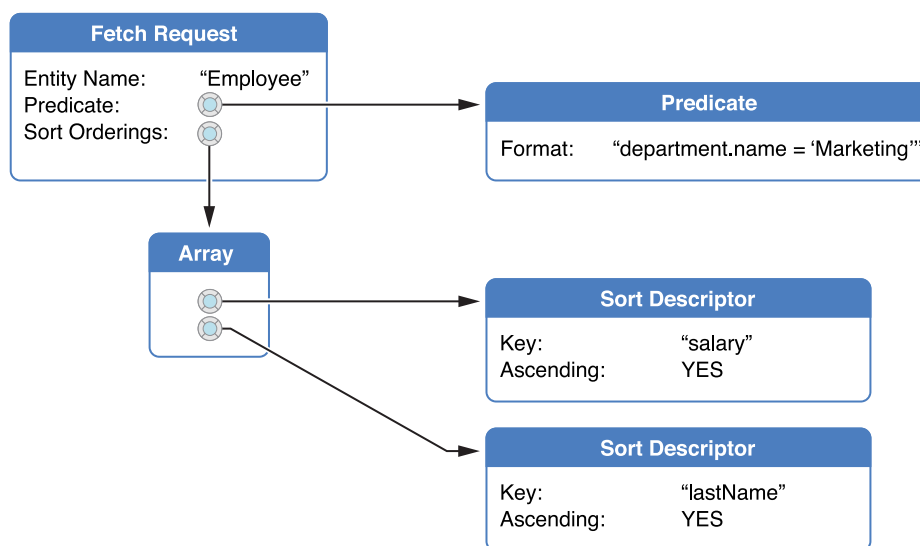 Fetch Request
Entity Name: “Employee”
Predicate:
Sort Orderings:
Predicate
Format: “department.name = ‘Marketing’”
Array
Sort Descriptor
Key: “salary”
Ascending: YES
Sort Descriptor
Key: “lastName”
Ascending: YES